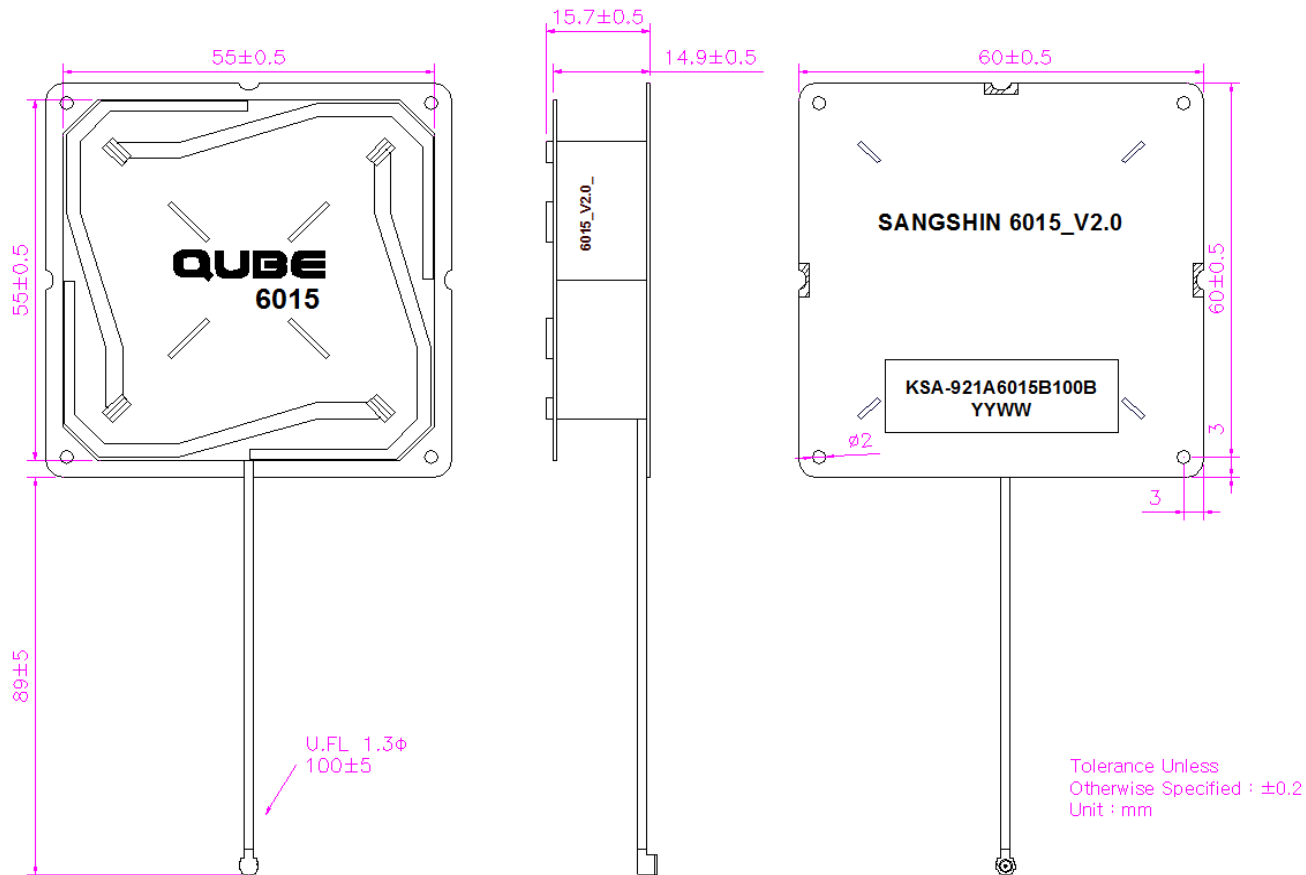 15.7±0.5
55±0.5
14.9±0.5
60±0.5
55±0.5
6015_V2.0_
QUBE
6015
SANGSHIN 6015_V2.0
60±0.5
KSA-921A6015B100B
YYWW
ø2
3
3
89±5
U.FL 1.3Φ
100±5
Tolerance Unless
Otherwise Specified : ±0.2
Unit : mm